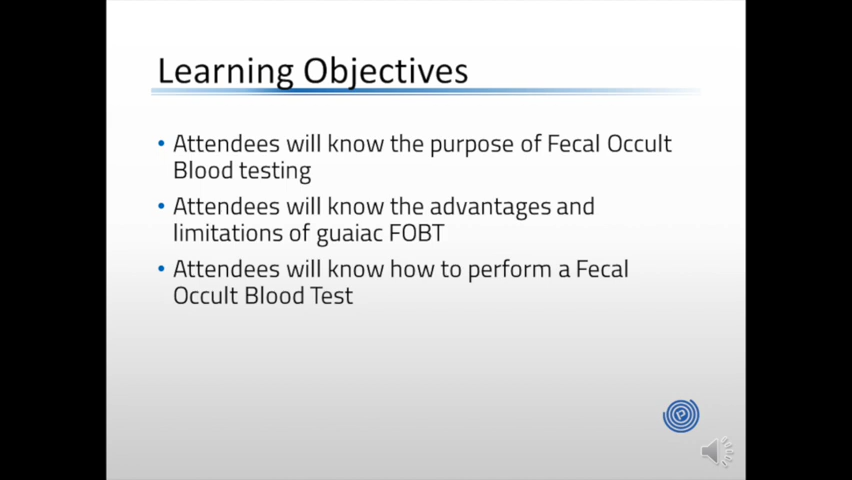 Learning Objectives
• Attendees will know the purpose of Fecal Occult
Blood testing
• Attendees will know the advantages and
limitations of guaiac FOBT
• Attendees will know how to perform a Fecal
Occult Blood Test
P